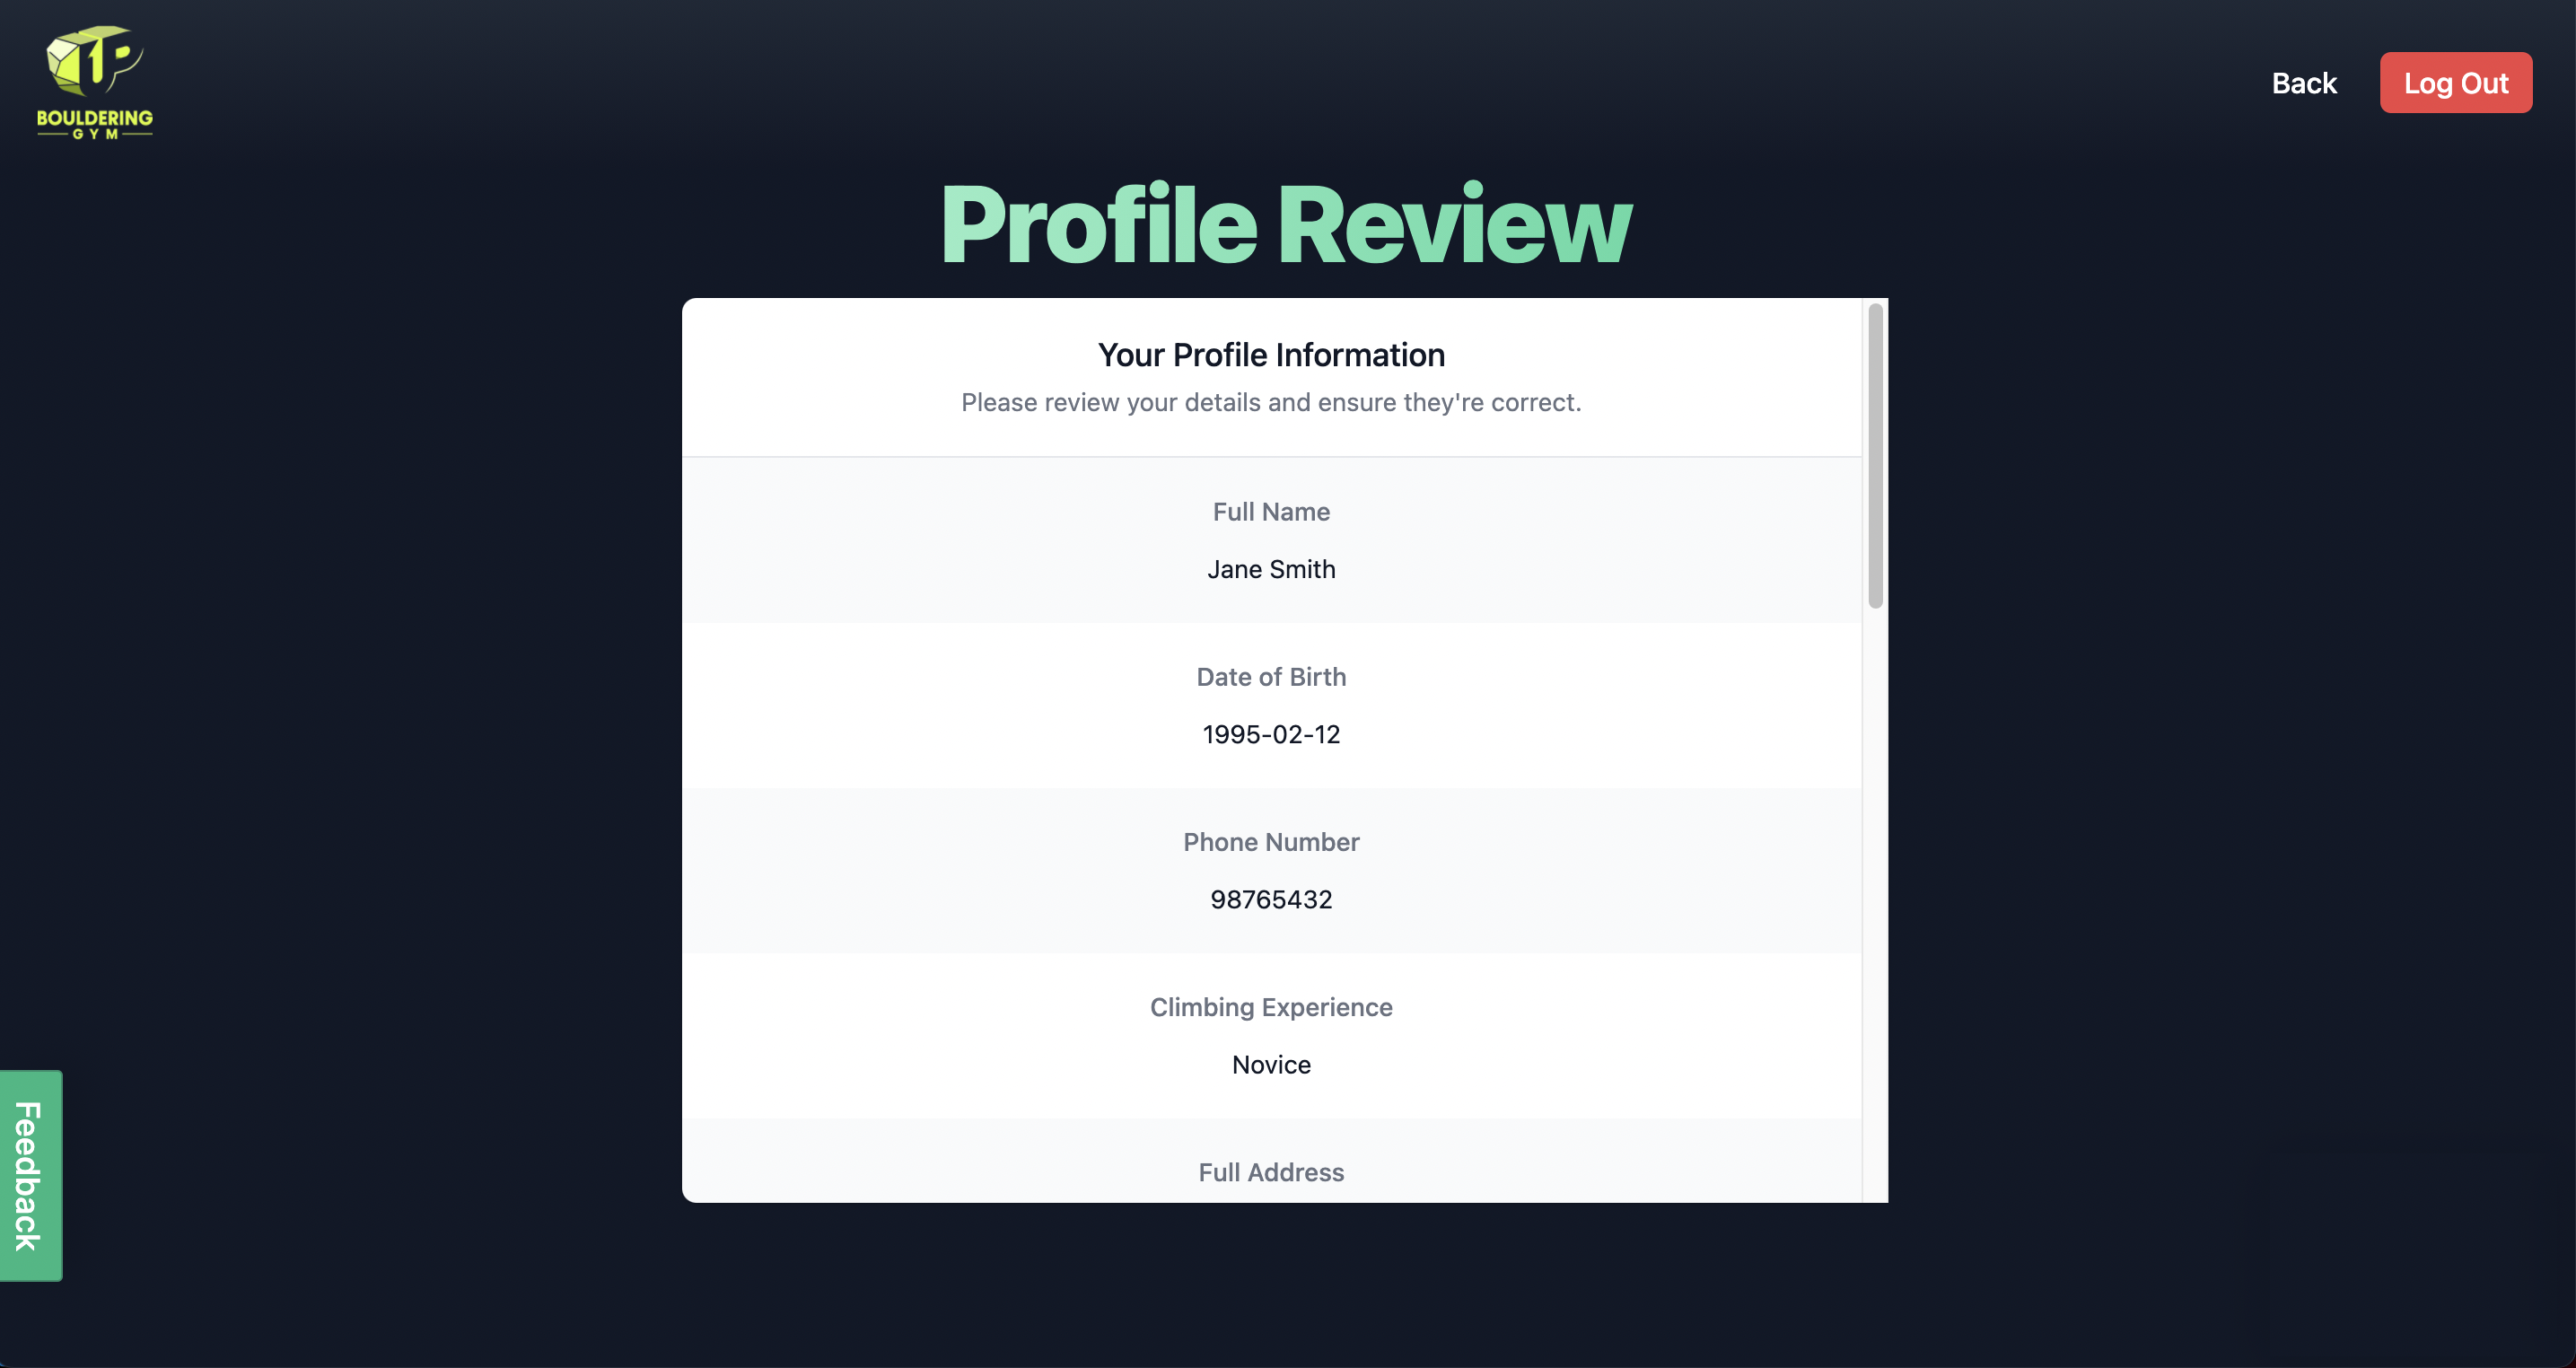 1UP
BOULDERING
GYM
Back
Log Out
Profile Review
Your Profile Information
Please review your details and ensure they're correct.
Full Name
Jane Smith
Date of Birth
1995-02-12
Phone Number
98765432
Climbing Experience
Novice
Full Address
Feedback